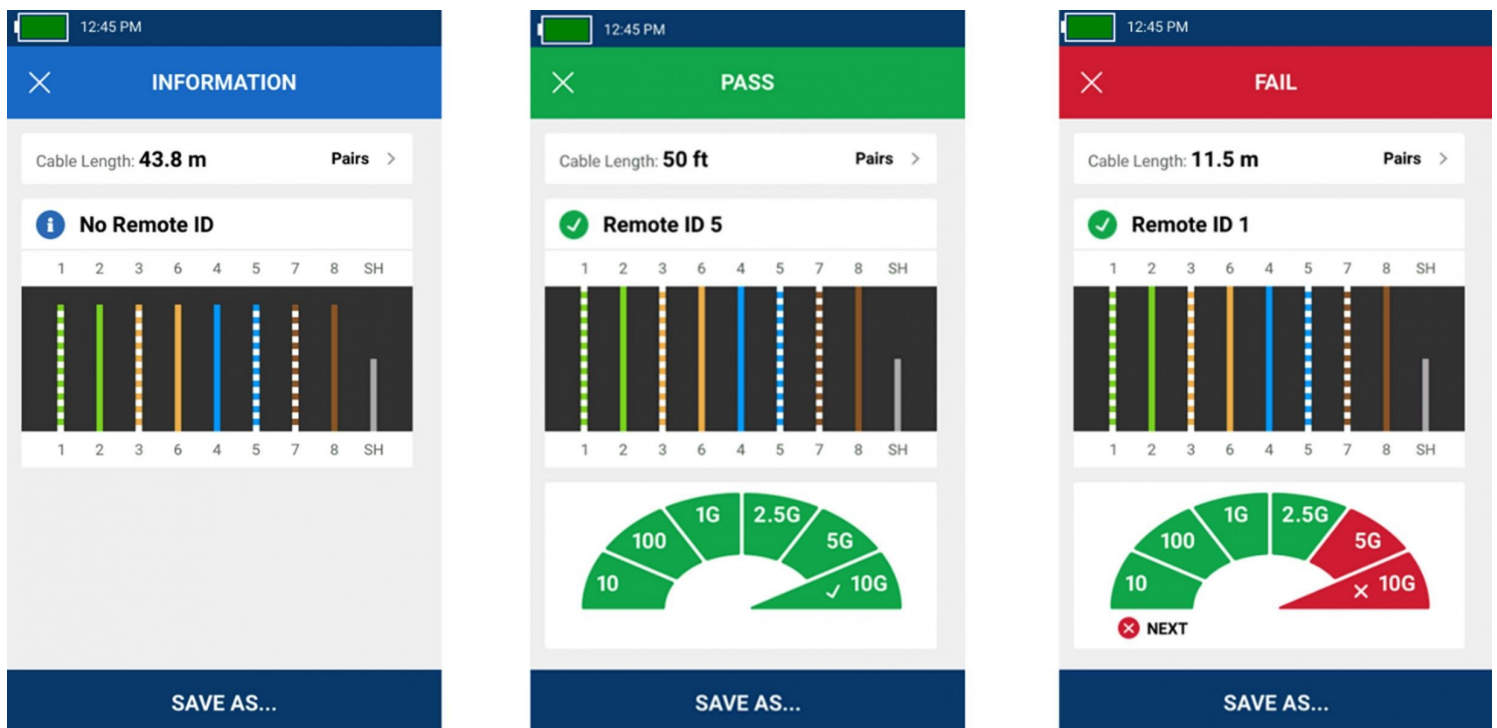 12:45 PM
INFORMATION
Cable Length: 43.8 m Pairs >
No Remote ID
1 2 3 6 4 5 7 8 SH
1 2 3 6 4 5 7 8 SH
SAVE AS...
12:45 PM
PASS
Cable Length: 50 ft Pairs >
Remote ID 5
1 2 3 6 4 5 7 8 SH
1 2 3 6 4 5 7 8 SH
10 100 1G 2.5G 5G 10G
SAVE AS...
12:45 PM
FAIL
Cable Length: 11.5 m Pairs >
Remote ID 1
1 2 3 6 4 5 7 8 SH
1 2 3 6 4 5 7 8 SH
10 100 1G 2.5G 5G 10G
NEXT
SAVE AS...